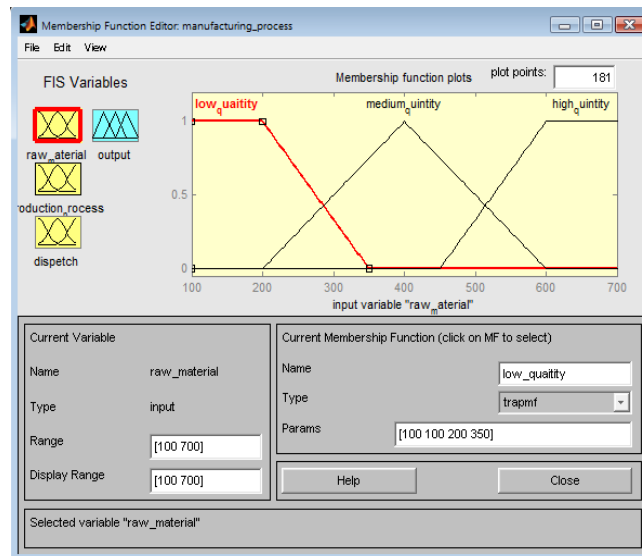 Membership Function Editor: manufacturing_process
File Edit View
FIS Variables
Membership function plots plot points: 181
low_quaitity medium_quintity high_quintity
raw_material output
roduction_process
dispetch
1
0.5
0
100 200 300 400 500 600 700
input variable "raw_material"
Current Variable
Name raw_material
Type input
Range [100 700]
Display Range [100 700]
Current Membership Function (click on MF to select)
Name low_quaitity
Type trapmf
Params [100 100 200 350]
Help Close
Selected variable "raw_material"